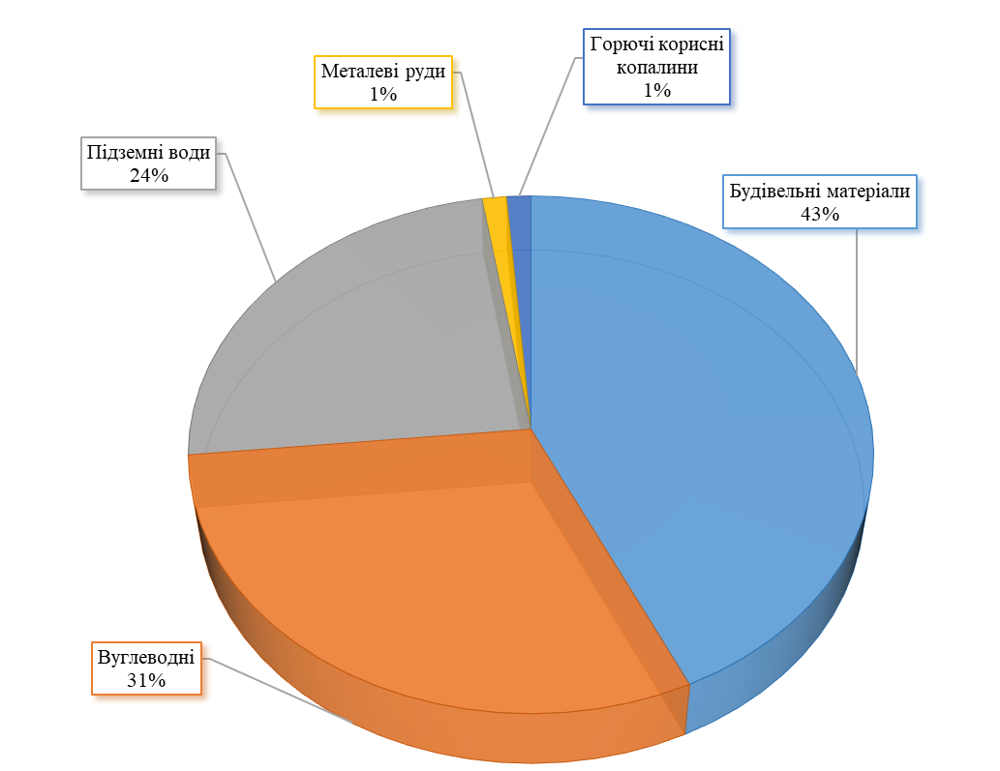 Горючі корисні
копалини
1%
Металеві руди
1%
Підземні води
24%
Будівельні матеріали
43%
Вуглеводні
31%